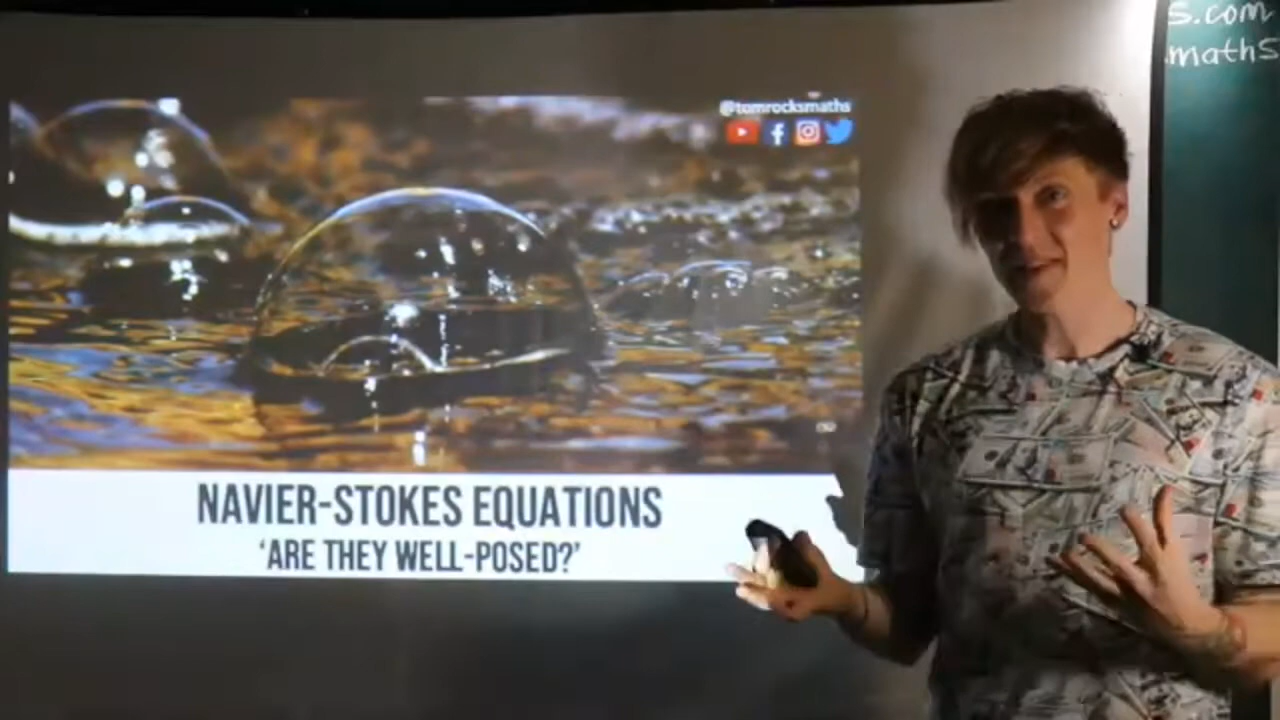 s.com
maths
@tomrocksmaths
NAVIER-STOKES EQUATIONS
'ARE THEY WELL-POSED?'